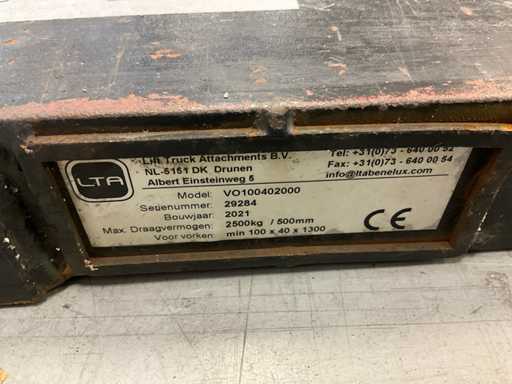 LTA
Lift Truck Attachments B.V.
NL-5151 DK Drunen
Albert Einsteinweg 5
Tel: +31(0)73 - 640 00 52
Fax: +31(0)73 - 640 00 54
info@ltabenelux.com
Model: VO100402000
Serienummer: 29284
Bouwjaar: 2021
Max. Draagvermogen: 2500kg / 500mm
Voor vorken: min 100 x 40 x 1300
CE